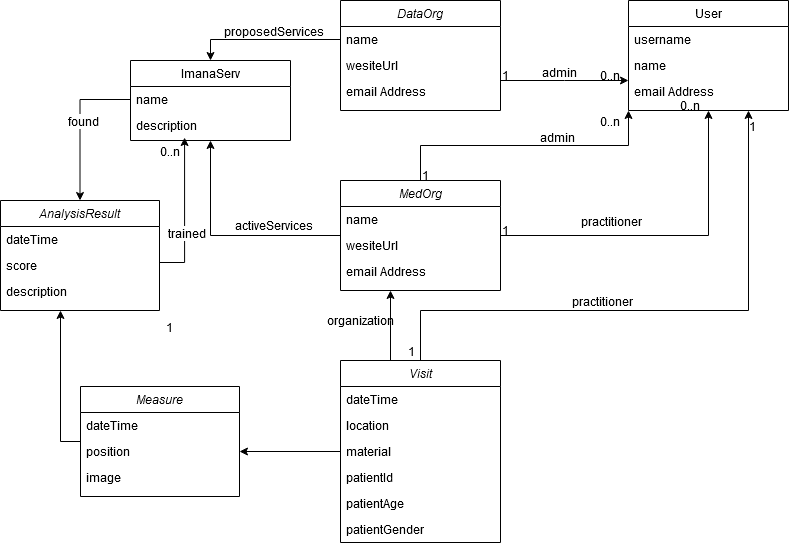 DataOrg
name
wesiteUrl
email Address
User
username
name
email Address
proposedServices
1
admin
0..n
ImanaServ
name
description
found
0..n
trained
activeServices
0..n
admin
1
0..n
1
MedOrg
name
wesiteUrl
email Address
1
practitioner
AnalysisResult
dateTime
score
description
1
organization
practitioner
1
Visit
dateTime
location
material
patientId
patientAge
patientGender
Measure
dateTime
position
image